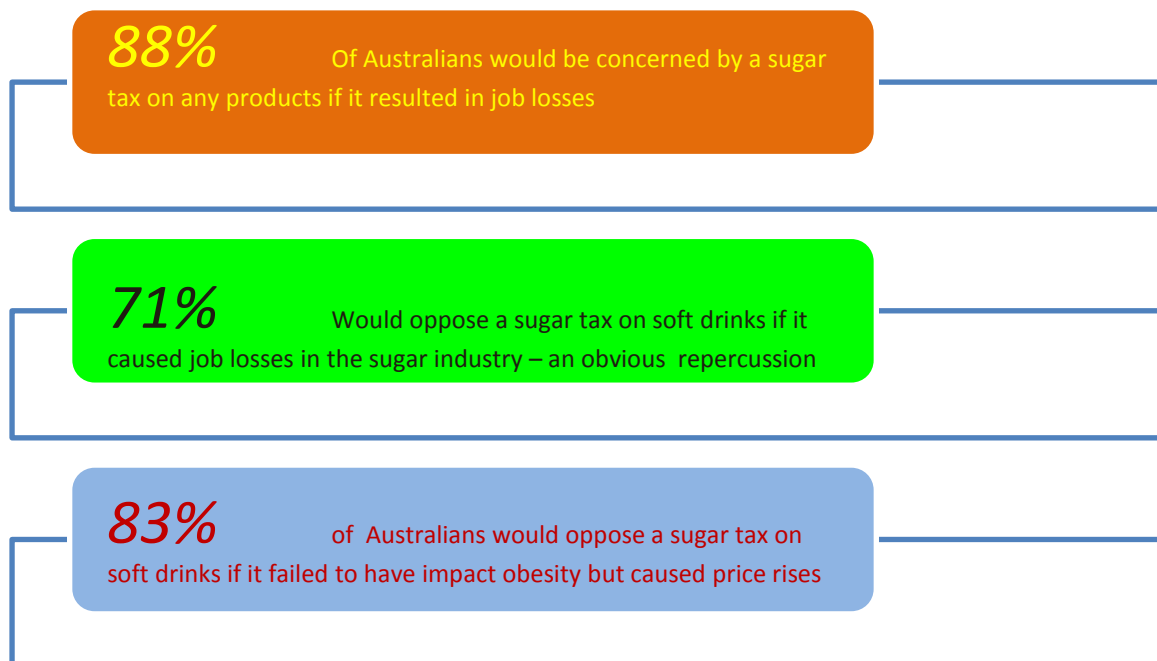 88% Of Australians would be concerned by a sugar
tax on any products if it resulted in job losses
71% Would oppose a sugar tax on soft drinks if it
caused job losses in the sugar industry – an obvious  repercussion
83% of  Australians would oppose a sugar tax on
soft drinks if it failed to have impact obesity but caused price rises